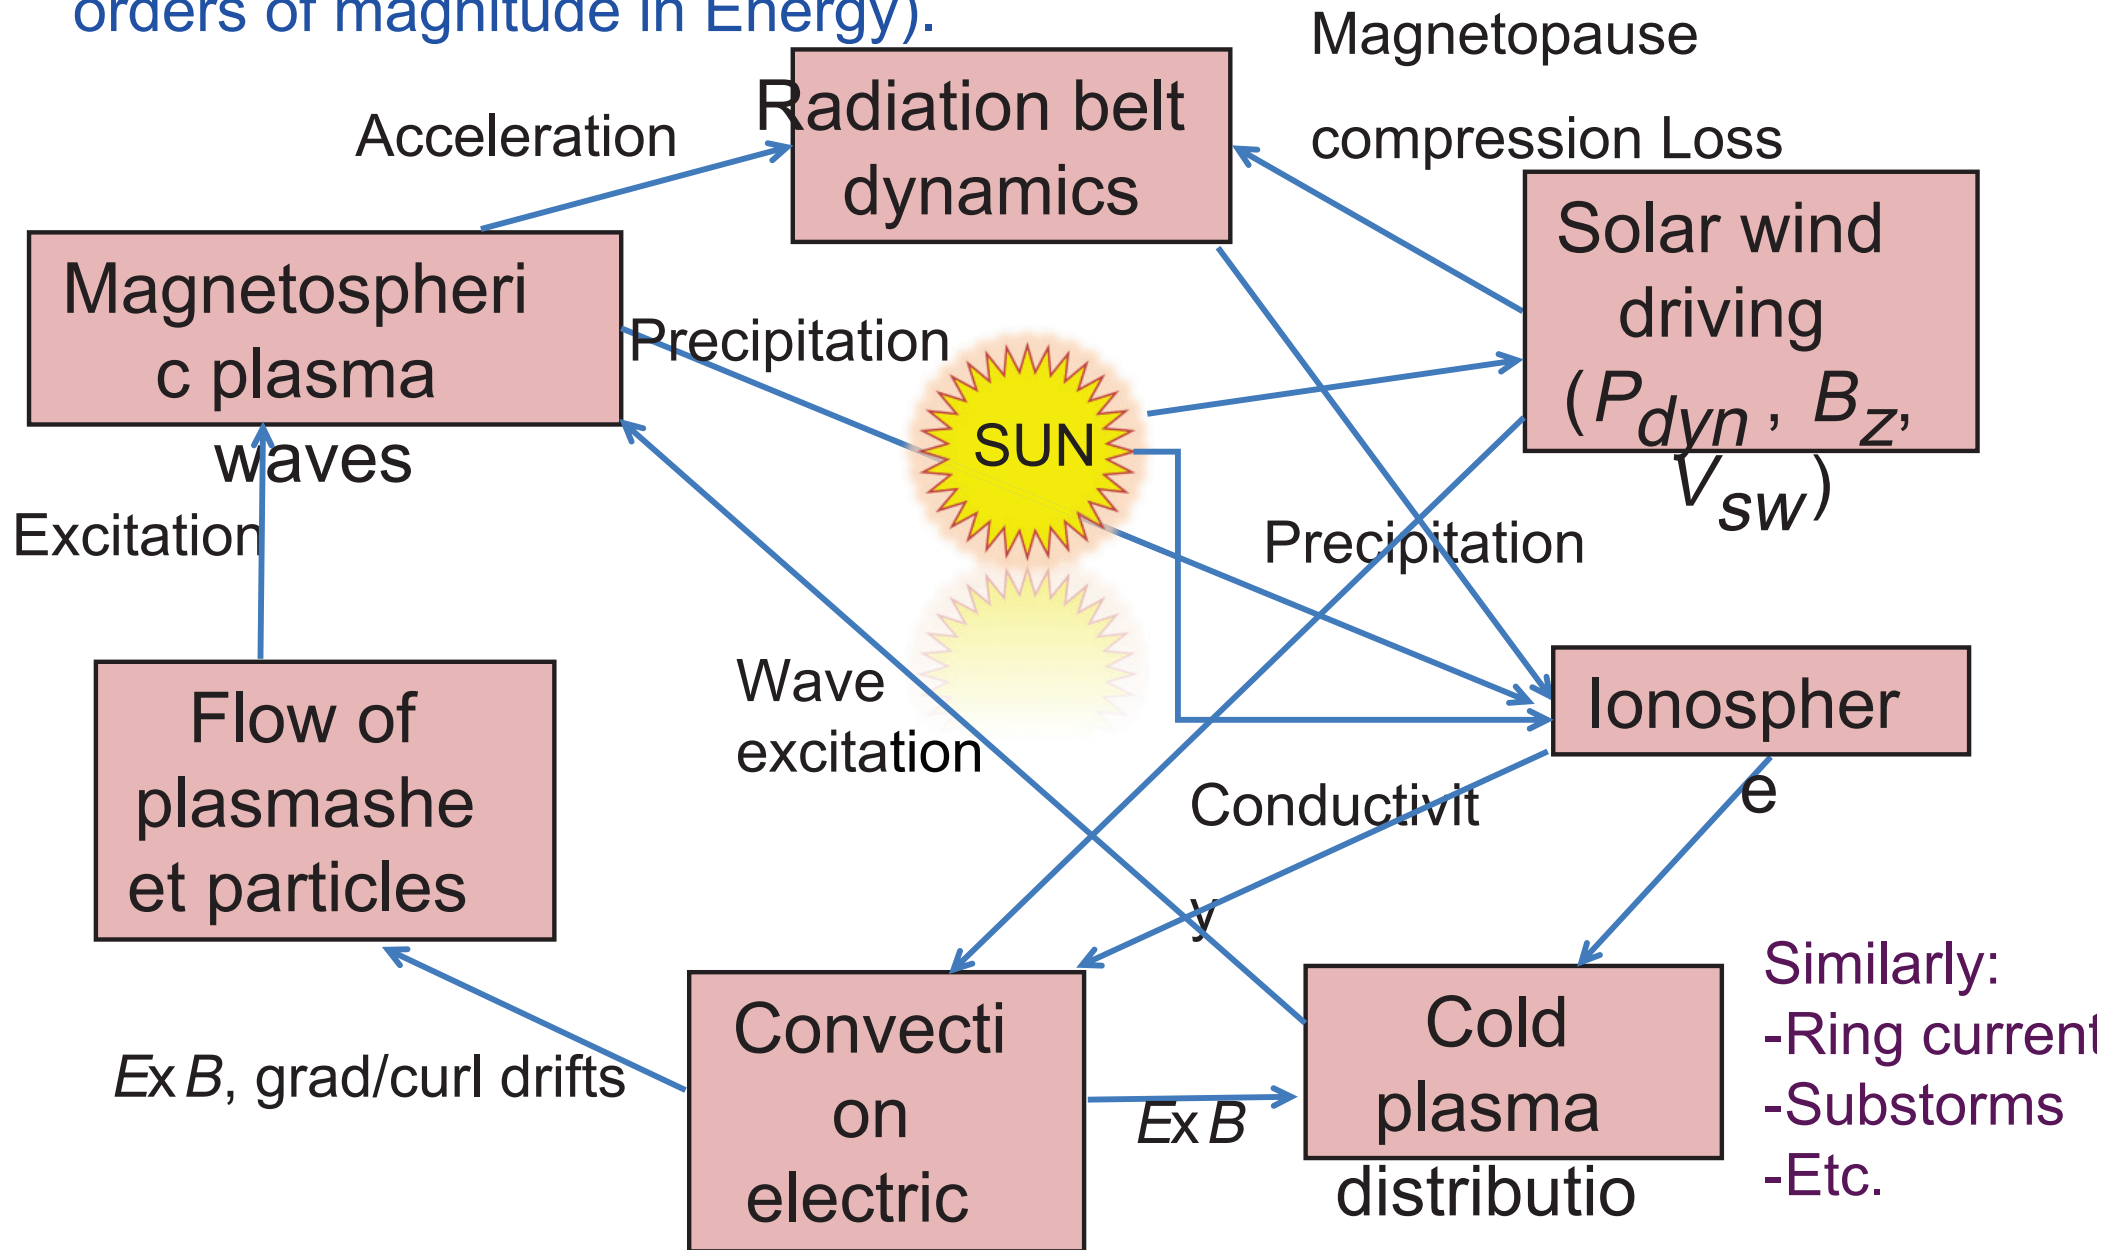 orders of magnitude in Energy).
Magnetopause
compression Loss
Acceleration
Radiation belt
dynamics
Solar wind
driving
(Pdyn , Bz,
Vsw)
Magnetospheri
c plasma
waves
Precipitation
SUN
Excitation
Precipitation
Wave
excitation
Ionospher
e
Flow of
plasmashe
et particles
Conductivit
y
ExB, grad/curl drifts
Convecti
on
electric
ExB
Cold
plasma
distributio
Similarly:
-Ring current
-Substorms
-Etc.